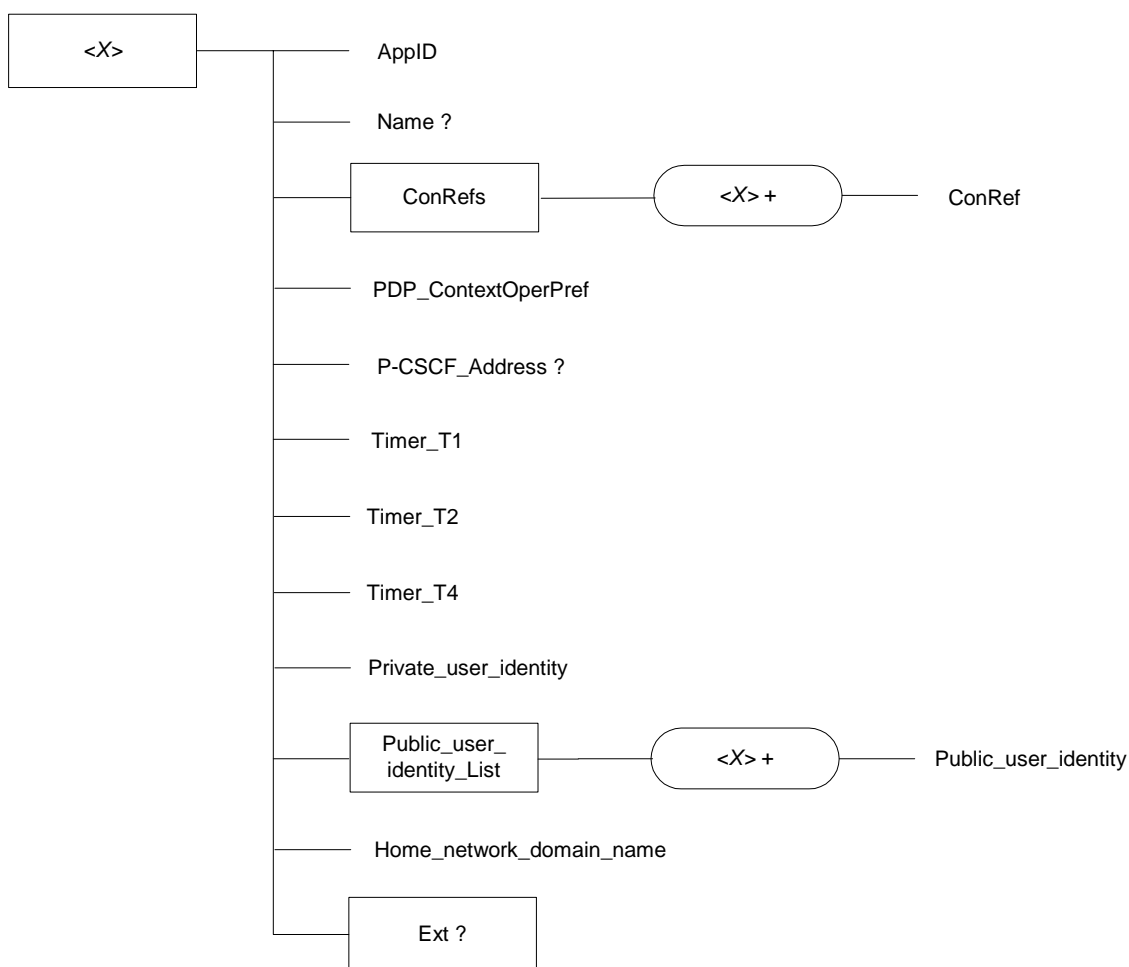 <X>
AppID
Name ?
ConRefs
<X> +
ConRef
PDP_ContextOperPref
P-CSCF_Address ?
Timer_T1
Timer_T2
Timer_T4
Private_user_identity
Public_user_
identity_List
<X> +
Public_user_identity
Home_network_domain_name
Ext ?